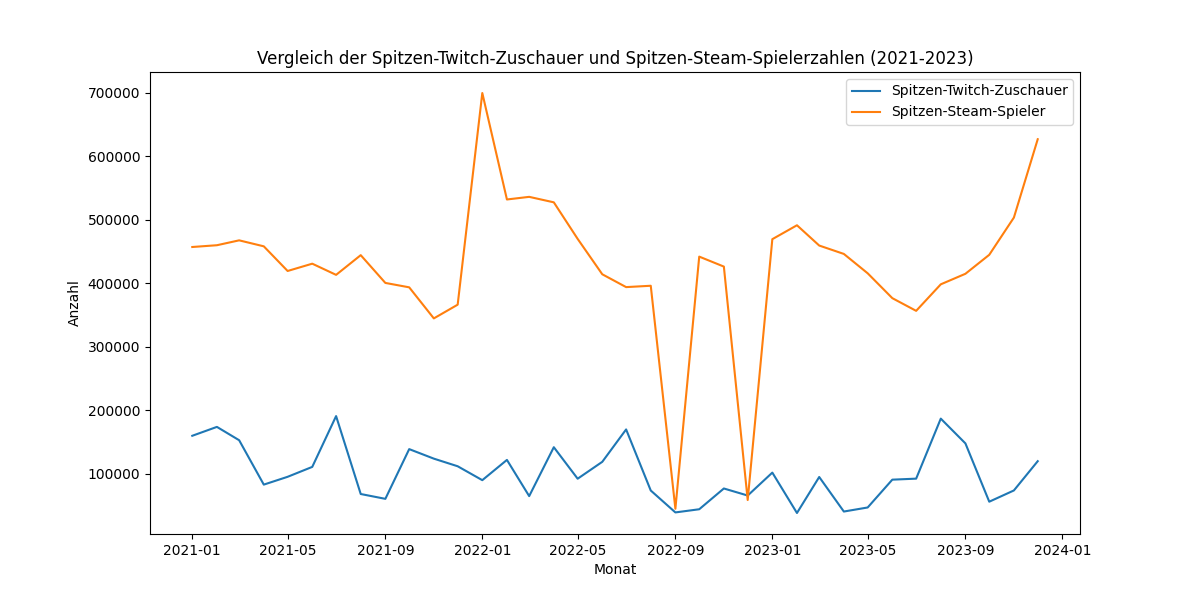 Vergleich der Spitzen-Twitch-Zuschauer und Spitzen-Steam-Spielerzahlen (2021-2023)
Spitzen-Twitch-Zuschauer
Spitzen-Steam-Spieler
Anzahl
700000
600000
500000
400000
300000
200000
100000
2021-01 2021-05 2021-09 2022-01 2022-05 2022-09 2023-01 2023-05 2023-09 2024-01
Monat